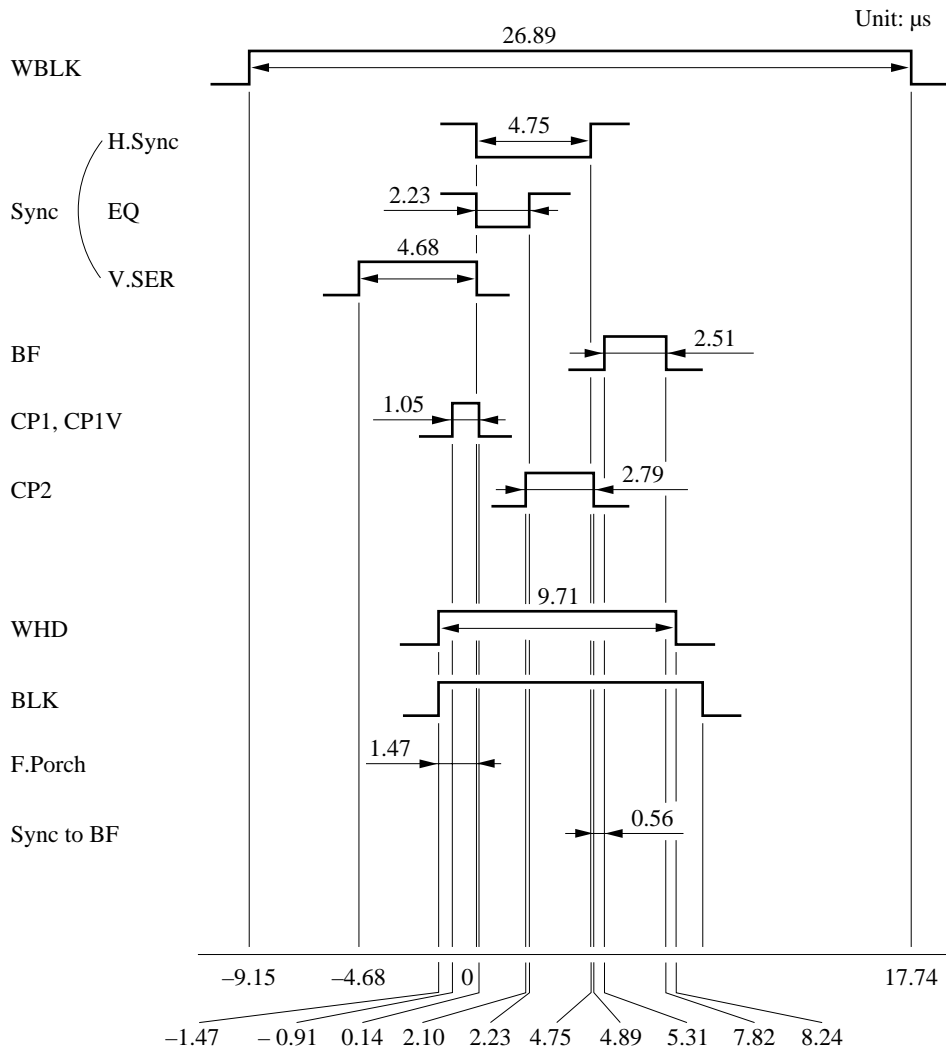 Unit: μs
26.89
WBLK
H.Sync
4.75
Sync
EQ
2.23
V.SER
4.68
BF
2.51
CP1, CP1V
1.05
CP2
2.79
WHD
9.71
BLK
F.Porch
1.47
Sync to BF
0.56
–9.15 –4.68 0 17.74
–1.47 – 0.91 0.14 2.10 2.23 4.75 4.89 5.31 7.82 8.24